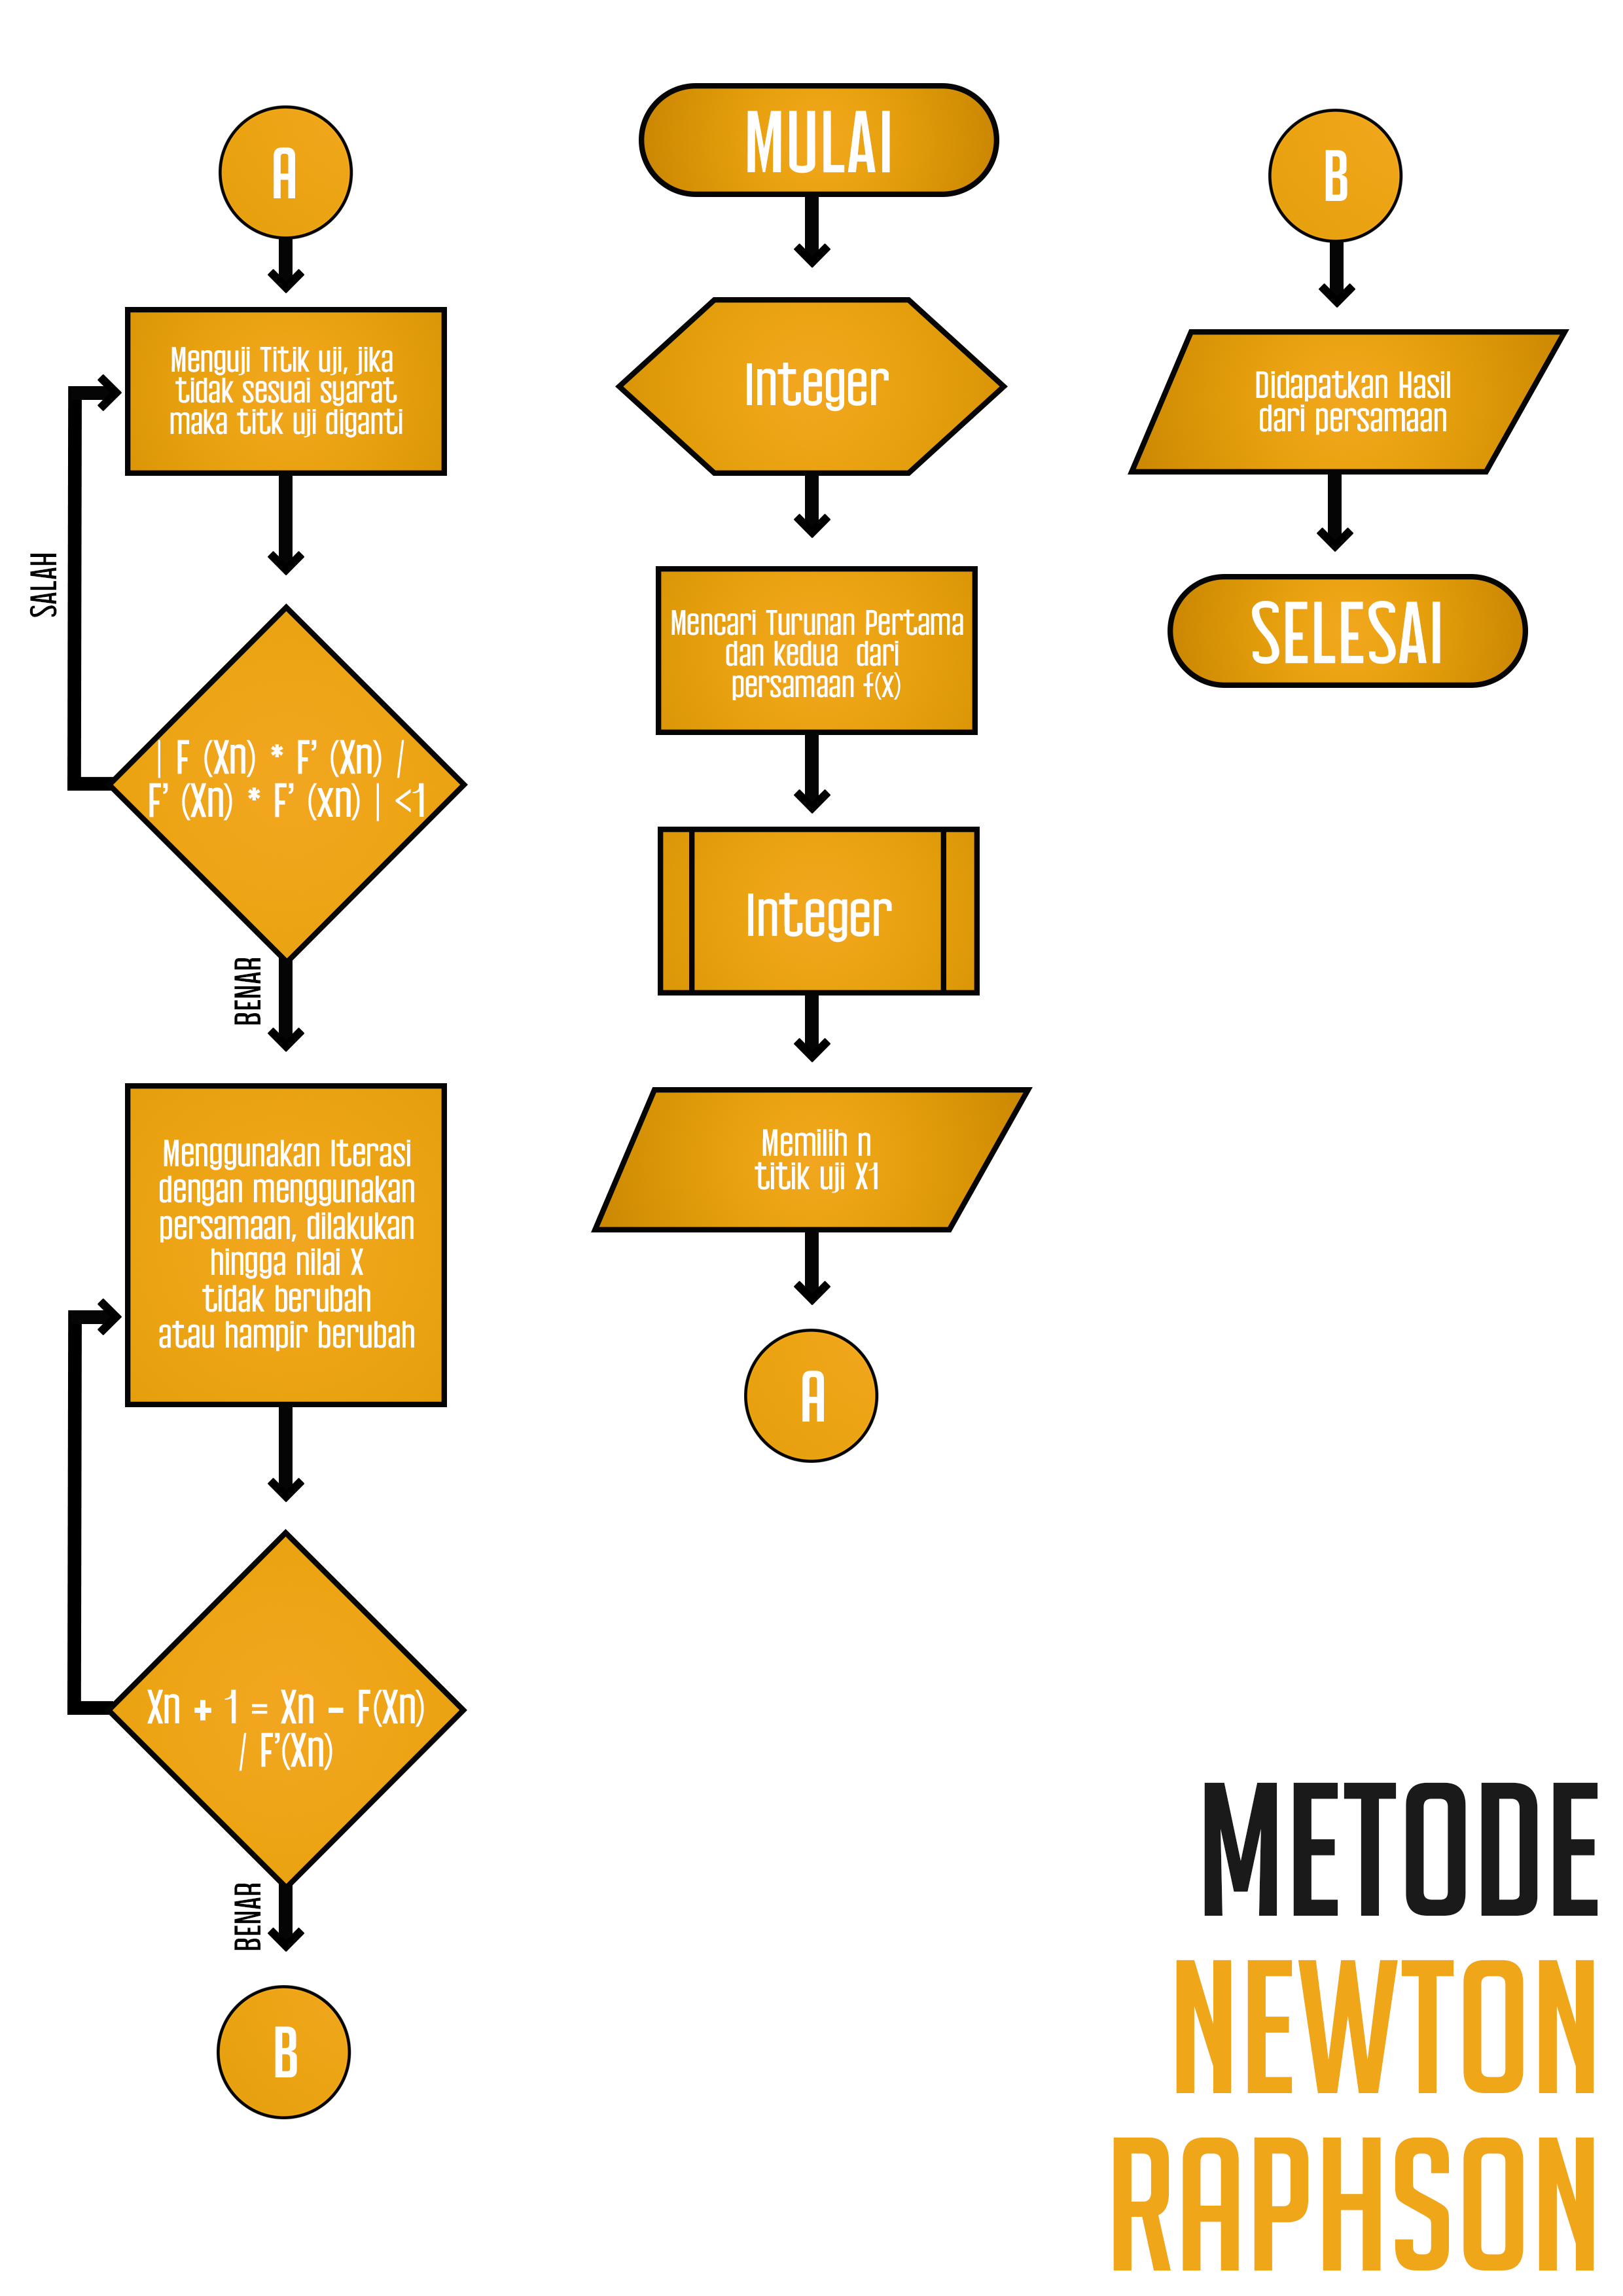 A
Menguji Titik uji, jika
tidak sesuai syarat
maka titk uji diganti
SALAH
| F (Xn) * F' (Xn) /
F' (Xn) * F' (xn) | <1
BENAR
Menggunakan Iterasi
dengan menggunakan
persamaan, dilakukan
hingga nilai X
tidak berubah
atau hampir berubah
Xn + 1 = Xn - F(Xn)
/ F'(Xn)
BENAR
B
MULAI
Integer
Mencari Turunan Pertama
dan kedua dari
persamaan f(x)
Integer
Memilih n
titik uji X1
A
B
Didapatkan Hasil
dari persamaan
SELESAI
METODE
NEWTON
RAPHSON